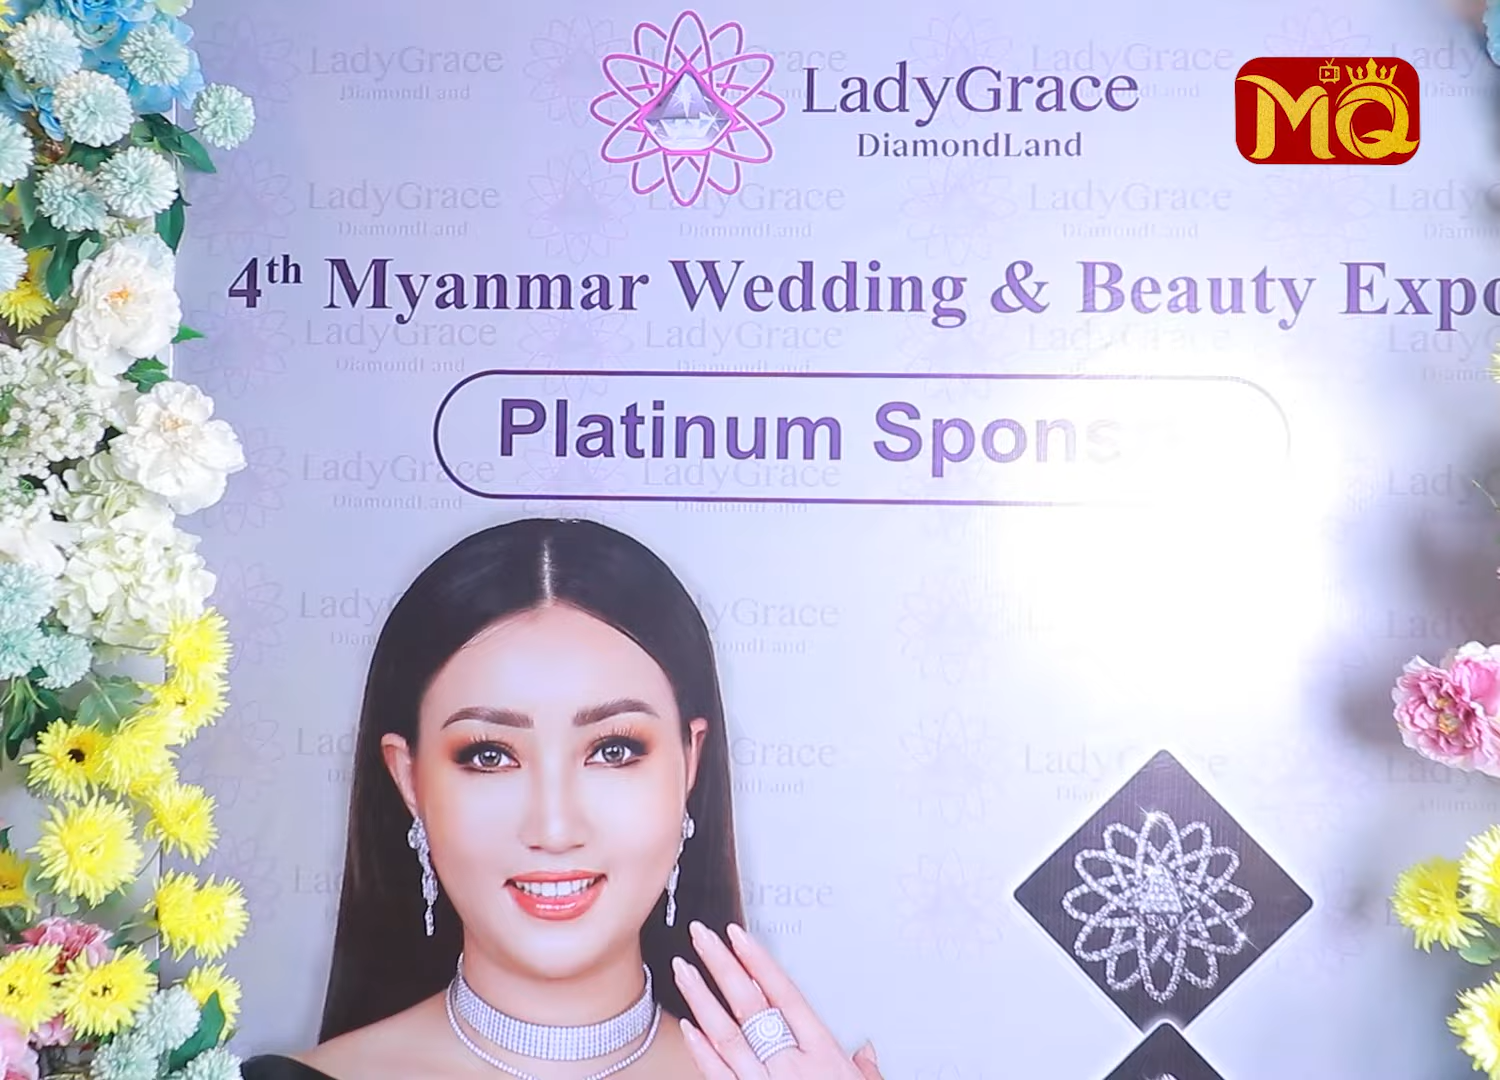 LadyGrace
DiamondLand
MQ
4th Myanmar Wedding & Beauty Expo
Platinum Spons